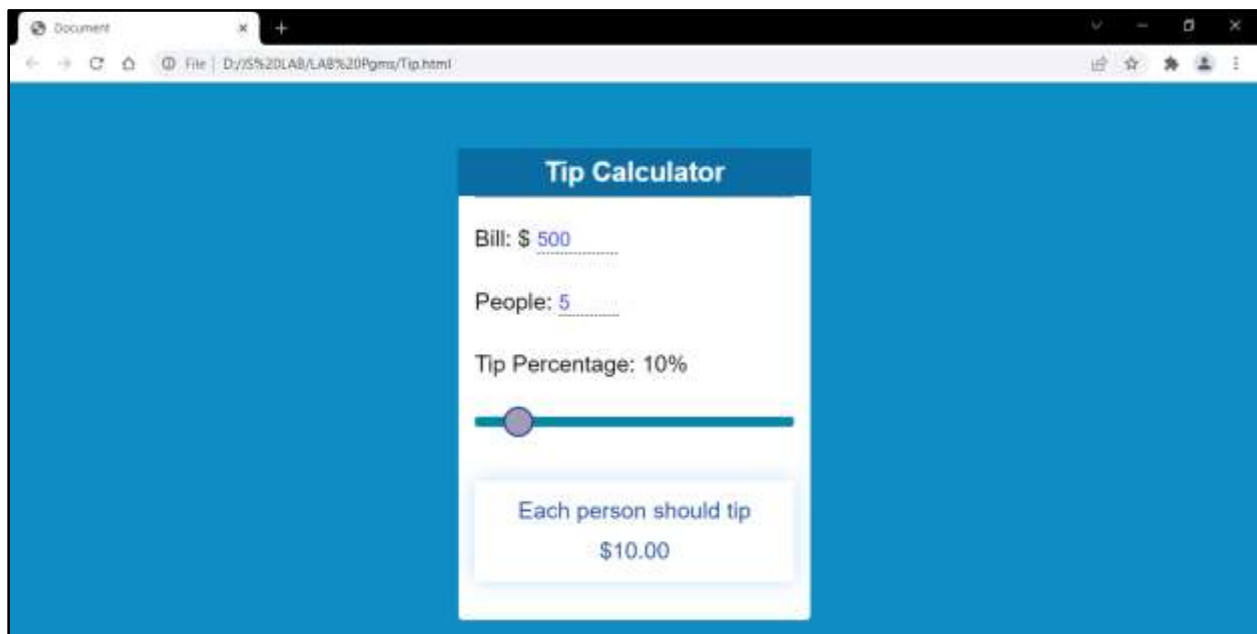 Document
File D:/JS%20LAB/LAB%20Pgms/Tip.html
Tip Calculator
Bill: $ 500
People: 5
Tip Percentage: 10%
Each person should tip
$10.00